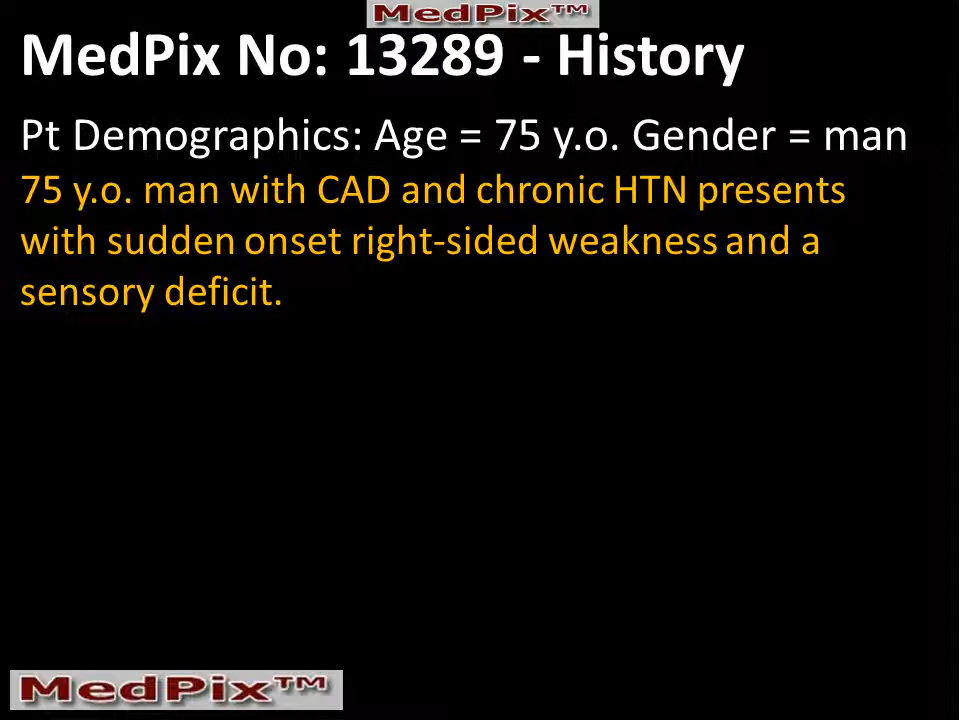 MedPix™
MedPix No: 13289 - History
Pt Demographics: Age = 75 y.o. Gender = man
75 y.o. man with CAD and chronic HTN presents
with sudden onset right-sided weakness and a
sensory deficit.
MedPix™